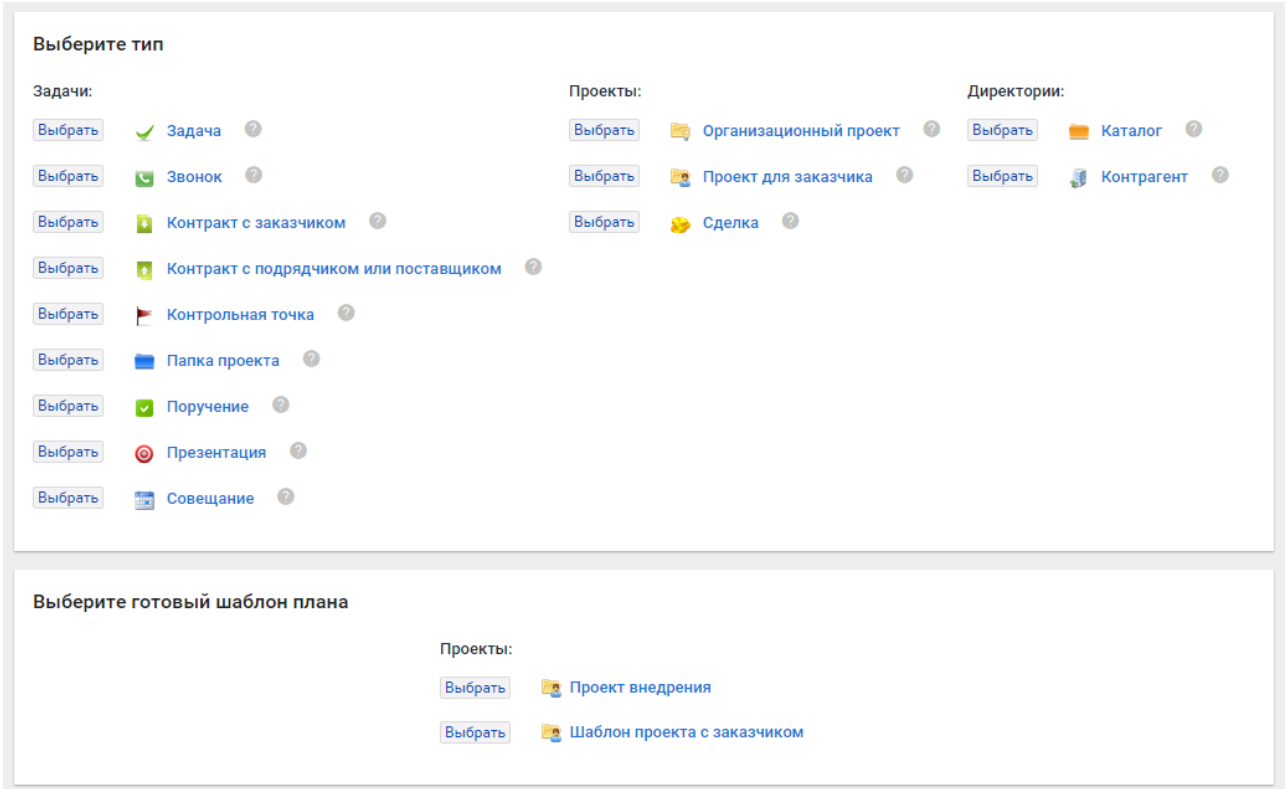 Выберите тип
Задачи: Проекты: Директории:
Выбрать Задача ? Выбрать Организационный проект ? Выбрать Каталог ?
Выбрать Звонок ? Выбрать Проект для заказчика ? Выбрать Контрагент ?
Выбрать Контракт с заказчиком ? Выбрать Сделка ?
Выбрать Контракт с подрядчиком или поставщиком ?
Выбрать Контрольная точка ?
Выбрать Папка проекта ?
Выбрать Поручение ?
Выбрать Презентация ?
Выбрать Совещание ?
Выберите готовый шаблон плана
Проекты:
Выбрать Проект внедрения
Выбрать Шаблон проекта с заказчиком